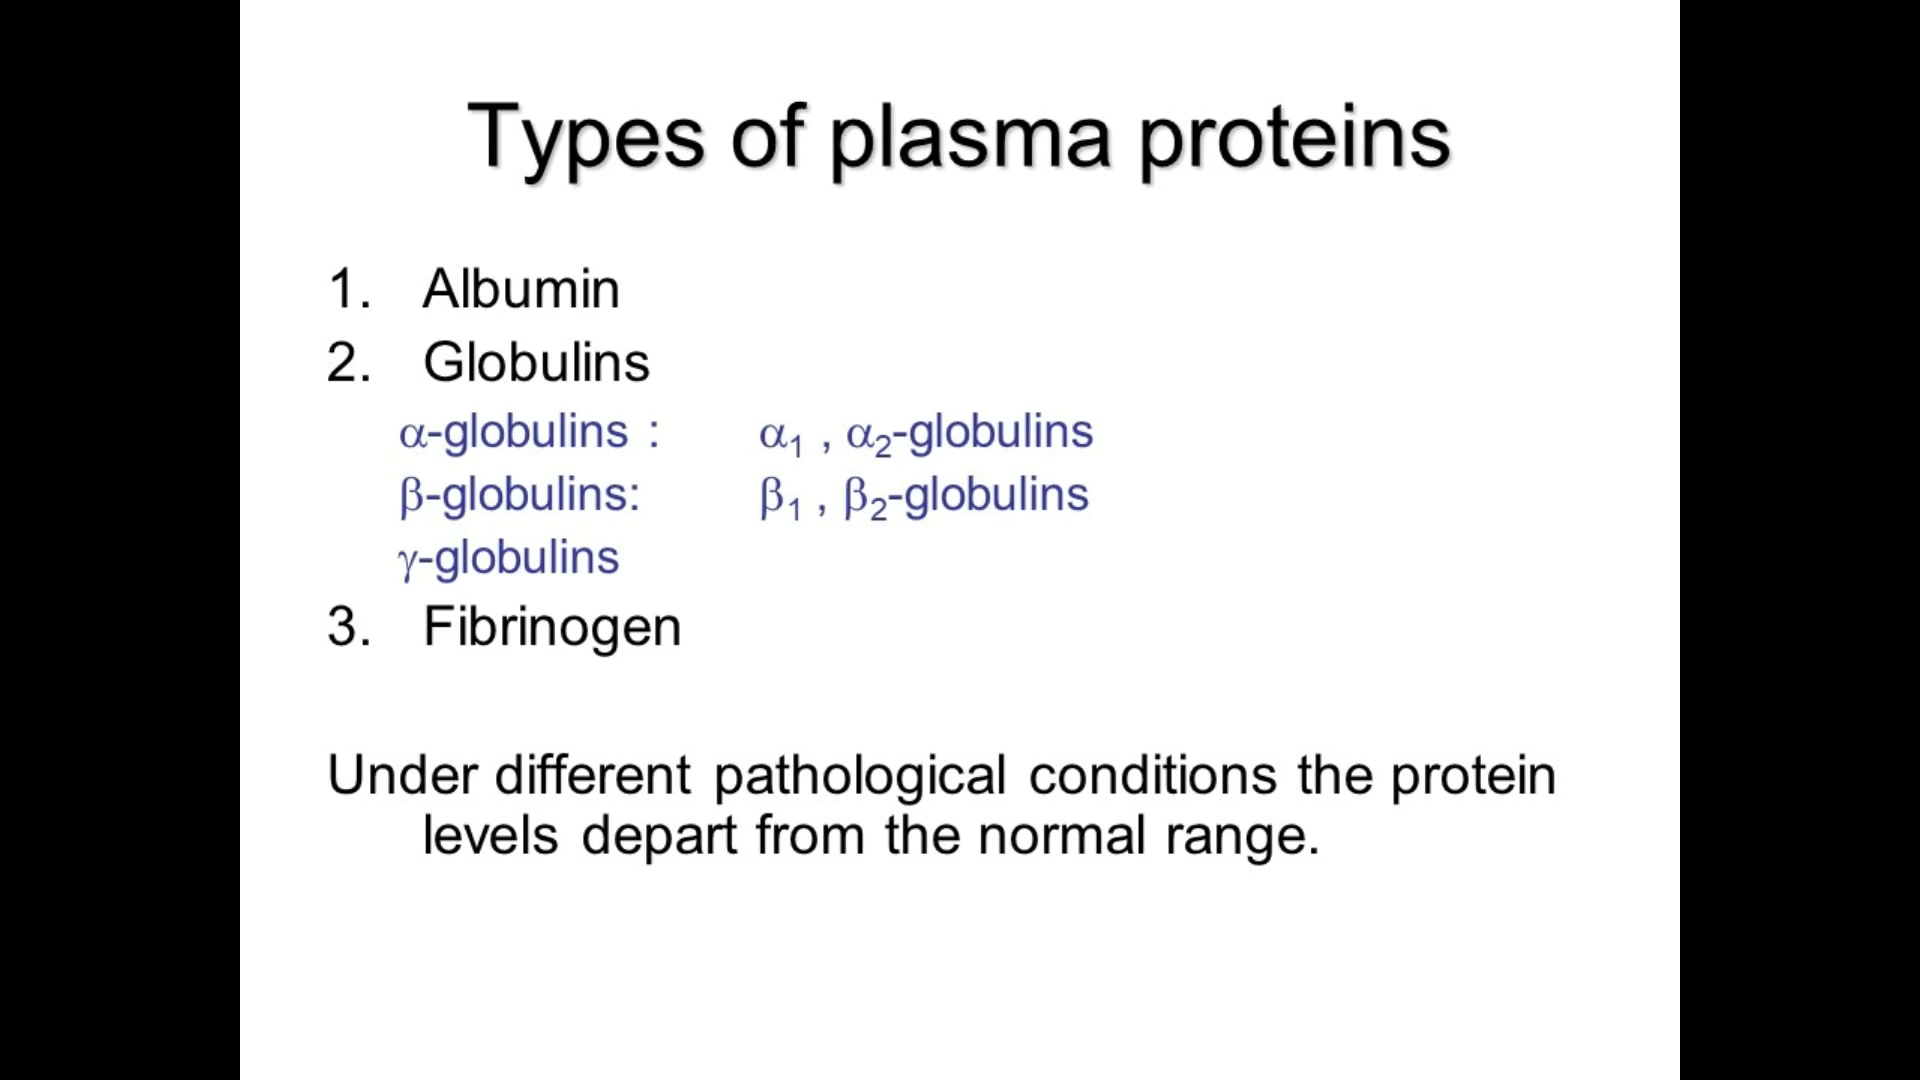 Types of plasma proteins
1. Albumin
2. Globulins
α-globulins : α₁ , α₂-globulins
β-globulins: β₁ , β₂-globulins
γ-globulins
3. Fibrinogen
Under different pathological conditions the protein
levels depart from the normal range.